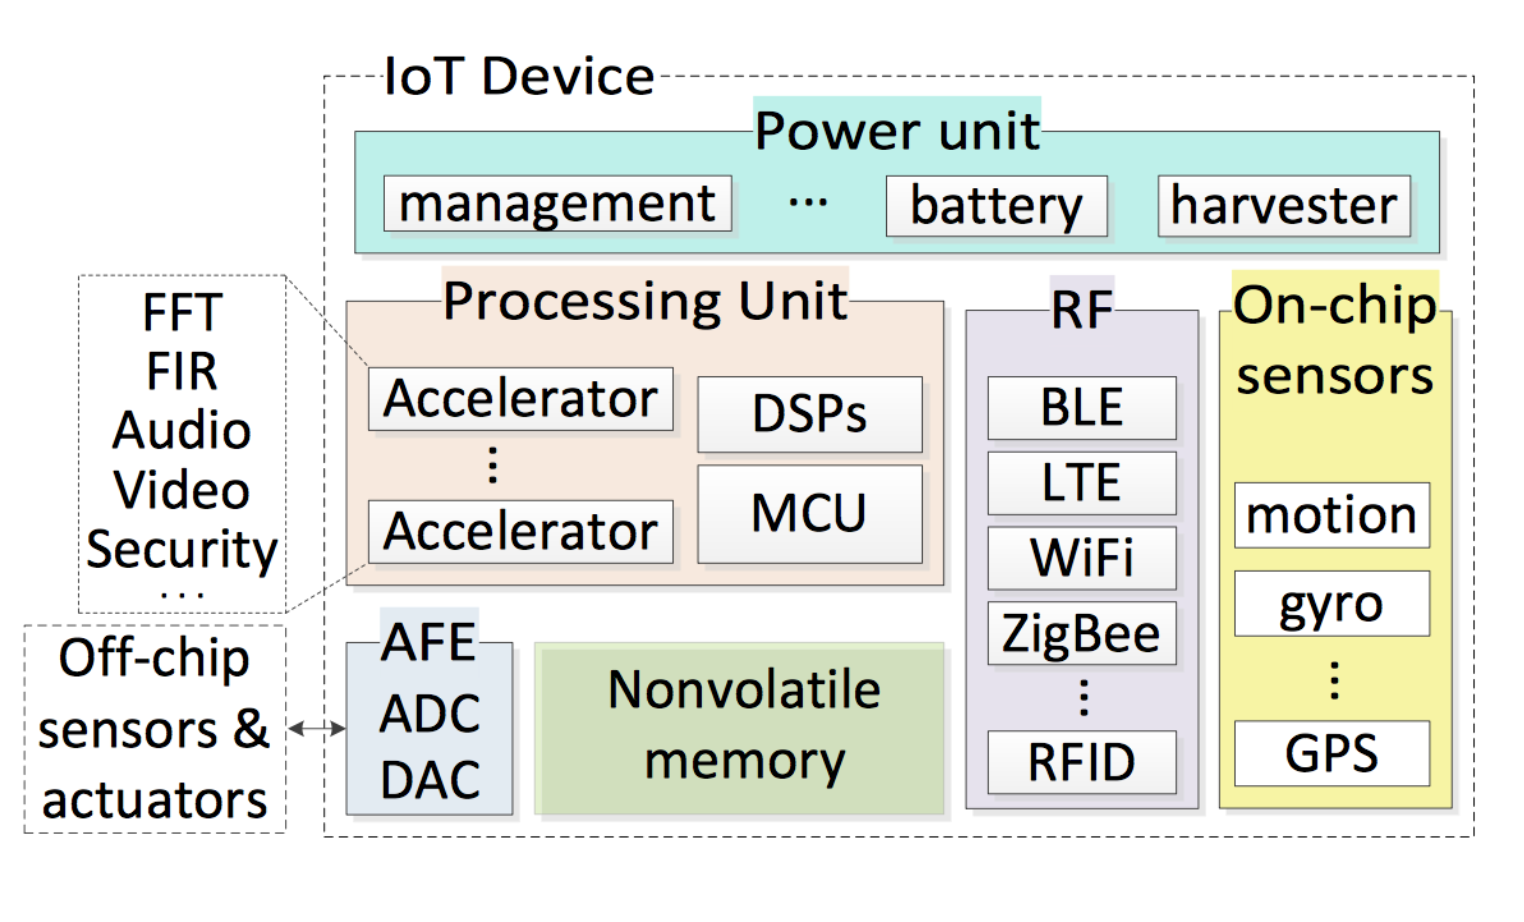 IoT Device
Power unit
management
...
battery
harvester
FFT
FIR
Audio
Video
Security
...
Processing Unit
Accelerator
⋮
Accelerator
DSPs
MCU
RF
BLE
LTE
WiFi
ZigBee
⋮
RFID
On-chip
sensors
motion
gyro
⋮
GPS
Off-chip
sensors &
actuators
AFE
ADC
DAC
Nonvolatile
memory